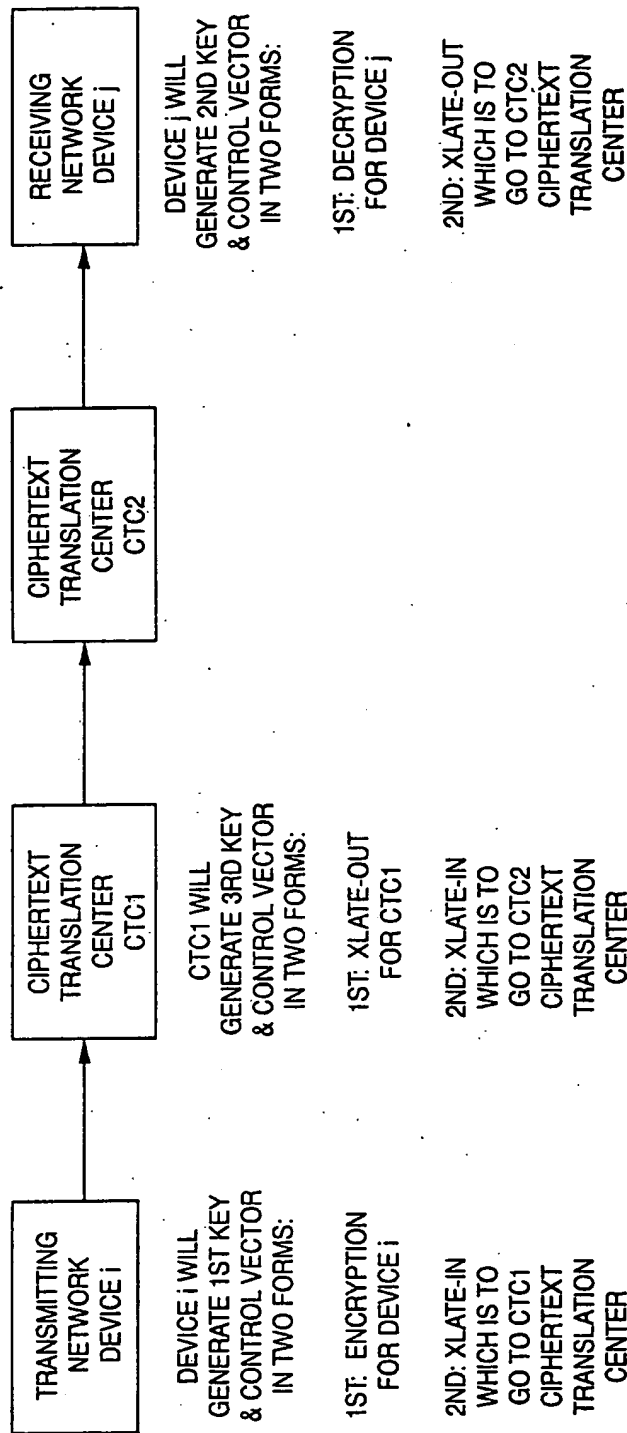 TRANSMITTING
NETWORK
DEVICE i
DEVICE i WILL
GENERATE 1ST KEY
& CONTROL VECTOR
IN TWO FORMS:
1ST: ENCRYPTION
FOR DEVICE i
2ND: XLATE-IN
WHICH IS TO
GO TO CTC1
CIPHERTEXT
TRANSLATION
CENTER
CIPHERTEXT
TRANSLATION
CENTER
CTC1
CTC1 WILL
GENERATE 3RD KEY
& CONTROL VECTOR
IN TWO FORMS:
1ST: XLATE-OUT
FOR CTC1
2ND: XLATE-IN
WHICH IS TO
GO TO CTC2
CIPHERTEXT
TRANSLATION
CENTER
CIPHERTEXT
TRANSLATION
CENTER
CTC2
RECEIVING
NETWORK
DEVICE j
DEVICE j WILL
GENERATE 2ND KEY
& CONTROL VECTOR
IN TWO FORMS:
1ST: DECRYPTION
FOR DEVICE j
2ND: XLATE-OUT
WHICH IS TO
GO TO CTC2
CIPHERTEXT
TRANSLATION
CENTER